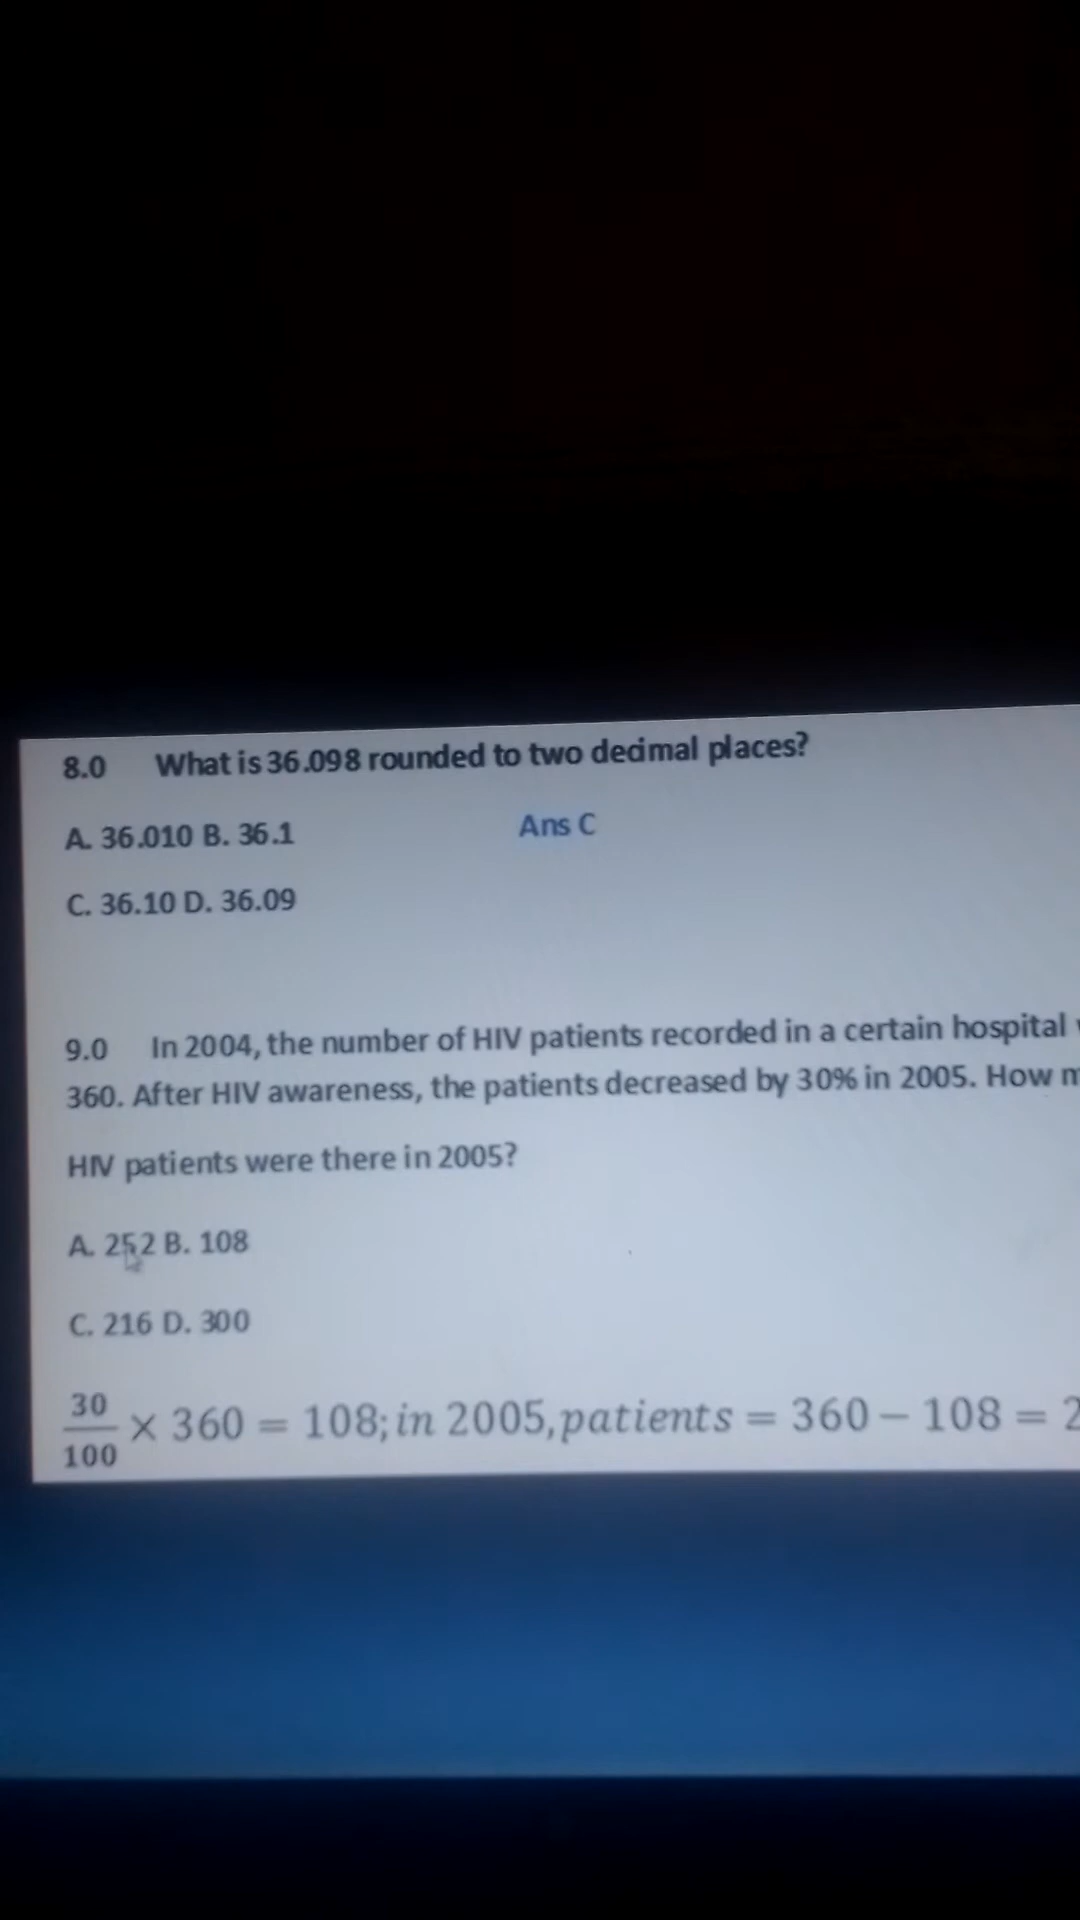 8.0 What is 36.098 rounded to two decimal places?
A. 36.010 B. 36.1 Ans C
C. 36.10 D. 36.09
9.0 In 2004, the number of HIV patients recorded in a certain hospital
360. After HIV awareness, the patients decreased by 30% in 2005. How
HIV patients were there in 2005?
A. 252 B. 108
C. 216 D. 300
30/100 × 360 = 108; in 2005, patients = 360 − 108 = 2